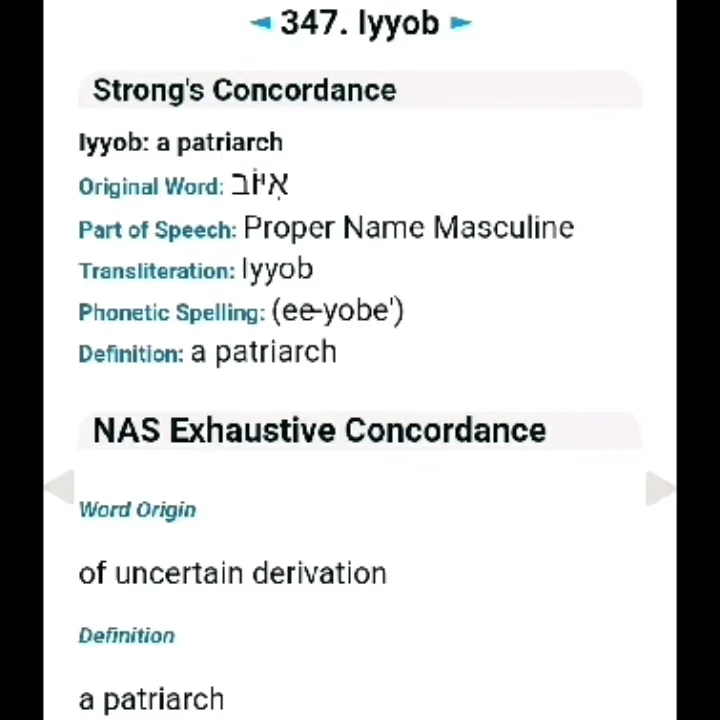 ◄ 347. Iyyob ►
Strong's Concordance
Iyyob: a patriarch
Original Word: אִיּוֹב
Part of Speech: Proper Name Masculine
Transliteration: Iyyob
Phonetic Spelling: (ee-yobe')
Definition: a patriarch
NAS Exhaustive Concordance
Word Origin
of uncertain derivation
Definition
a patriarch